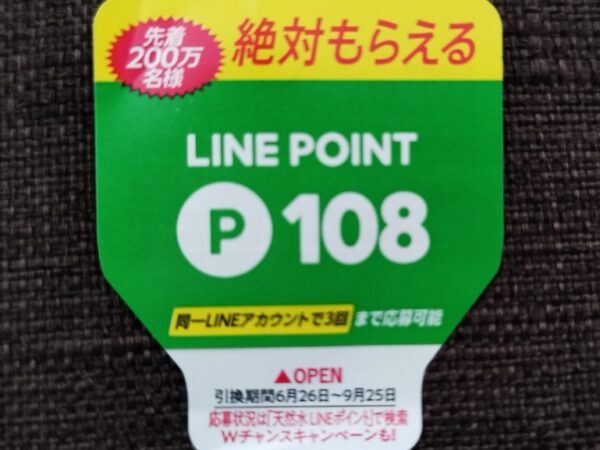 先着
200万
名様
絶対もらえる
LINE POINT
P 108
同一LINEアカウントで3回 まで応募可能
▲OPEN
引換期間6月26日～9月25日
応募状況は「天然水 LINEポイント」で検索
Wチャンスキャンペーンも!